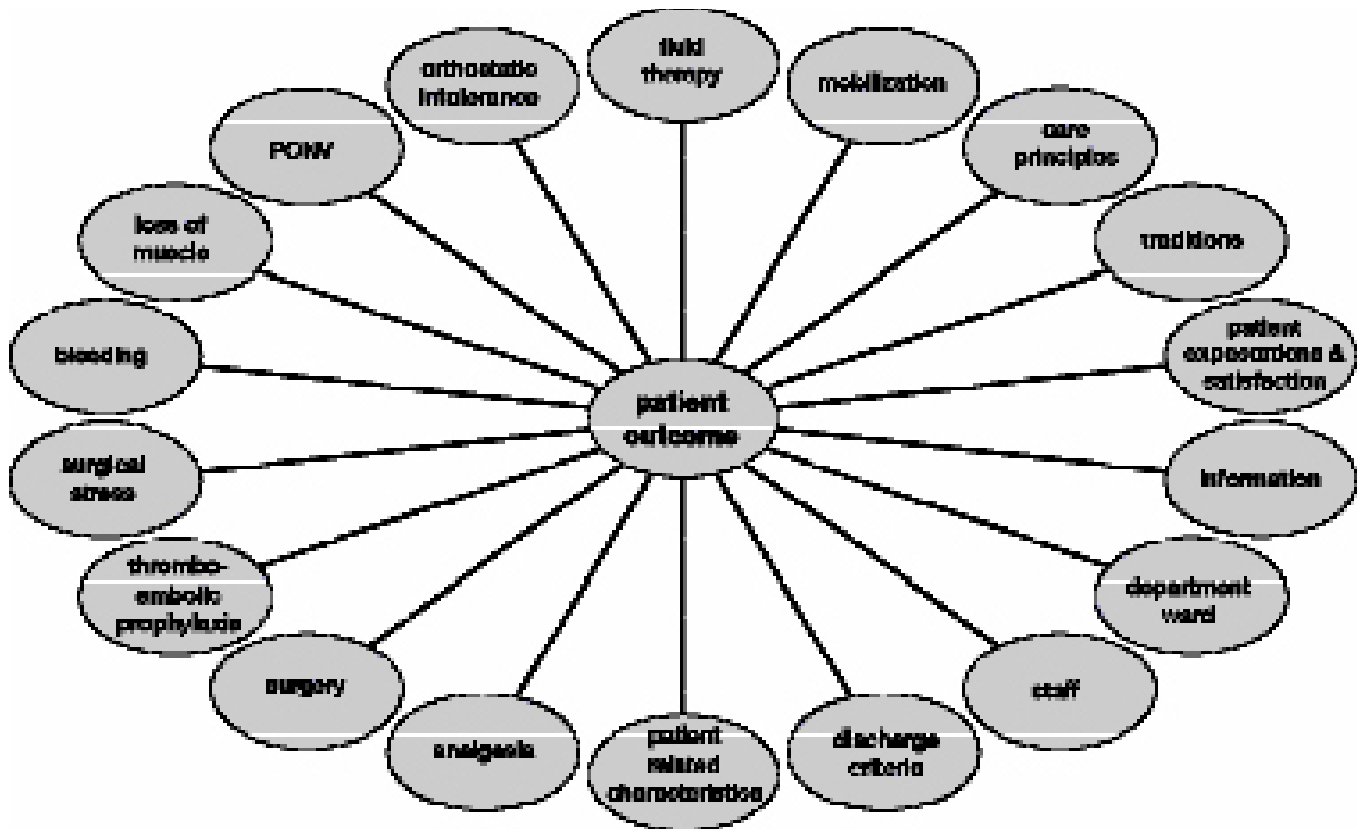 fluid
therapy
mobilization
care
principles
traditions
patient
& 
satisfaction
information
department
ward
staff
discharge
criteria
patient
related
characteristics
analgesia
surgery
thrombo-
embolic
prophylaxis
surgical
stress
bleeding
loss of
muscle
PONV
orthostatic
intolerance
patient
outcome